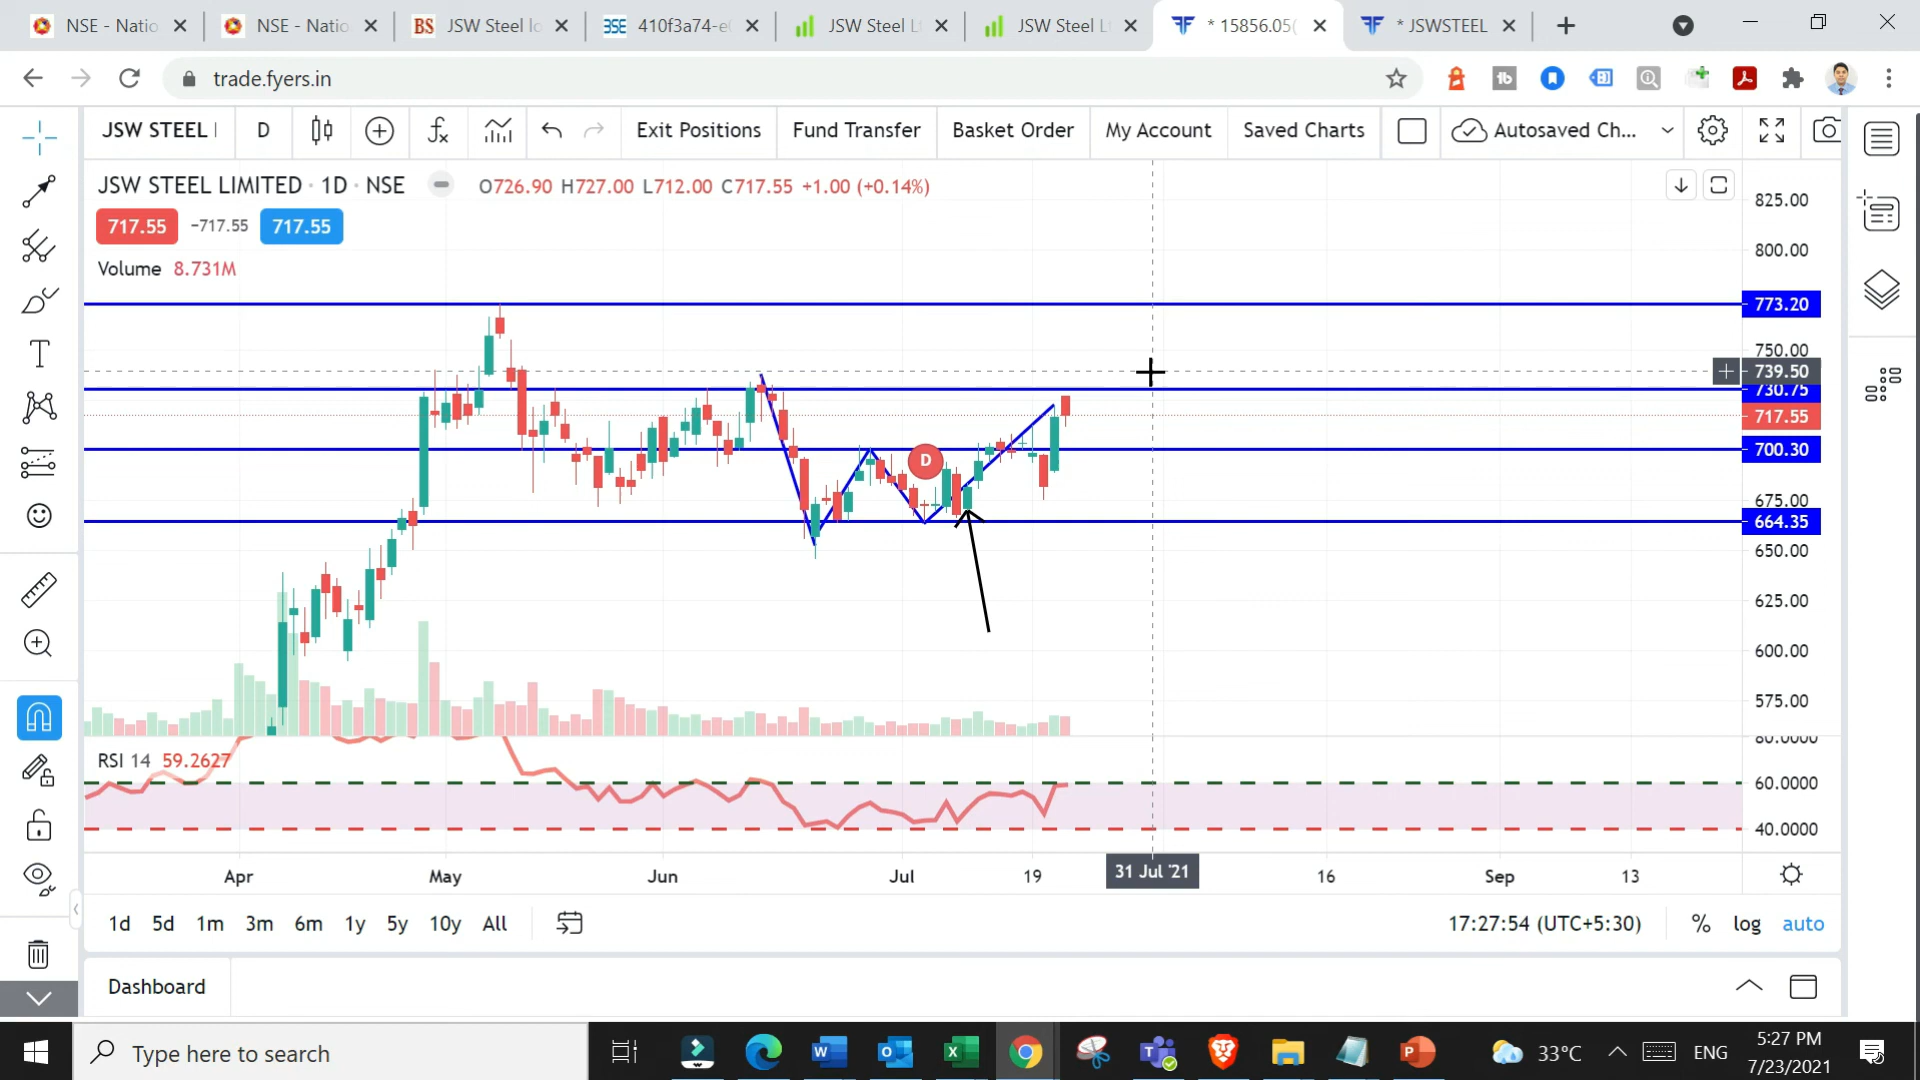 NSE - Natio
NSE - Natio
BS JSW Steel lo
BSE 410f3a74-e
JSW Steel L
JSW Steel L
* 15856.05(
* JSWSTEEL
trade.fyers.in
JSW STEEL
D
Exit Positions
Fund Transfer
Basket Order
My Account
Saved Charts
Autosaved Ch...
JSW STEEL LIMITED · 1D · NSE
O726.90 H727.00 L712.00 C717.55 +1.00 (+0.14%)
717.55 −717.55 717.55
Volume 8.731M
825.00
800.00
773.20
750.00
739.50
730.75
717.55
700.30
675.00
664.35
650.00
625.00
600.00
575.00
D
RSI 14 59.2627
80.0000
60.0000
40.0000
Apr May Jun Jul 19 31 Jul '21 16 Sep 13
1d 5d 1m 3m 6m 1y 5y 10y All
17:27:54 (UTC+5:30) % log auto
Dashboard
Type here to search
33°C
ENG
5:27 PM
7/23/2021